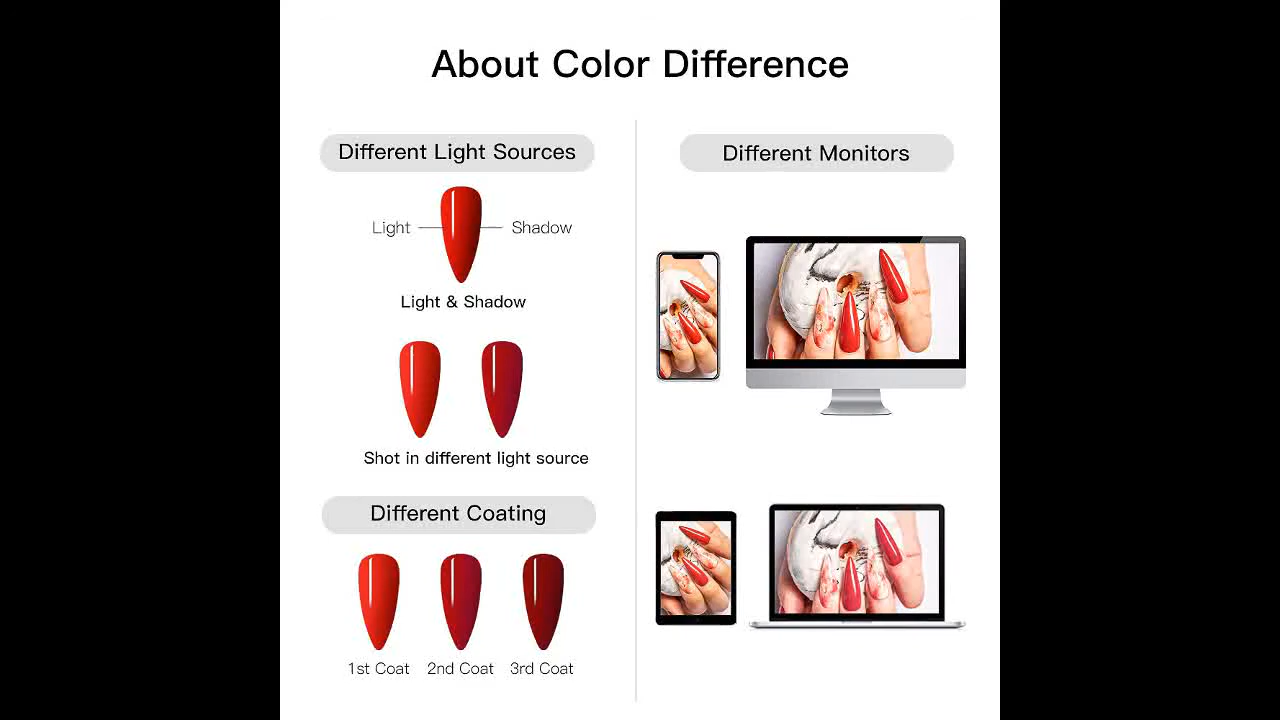 About Color Difference
Different Light Sources
Light
Shadow
Light & Shadow
Shot in different light source
Different Coating
1st Coat
2nd Coat
3rd Coat
Different Monitors